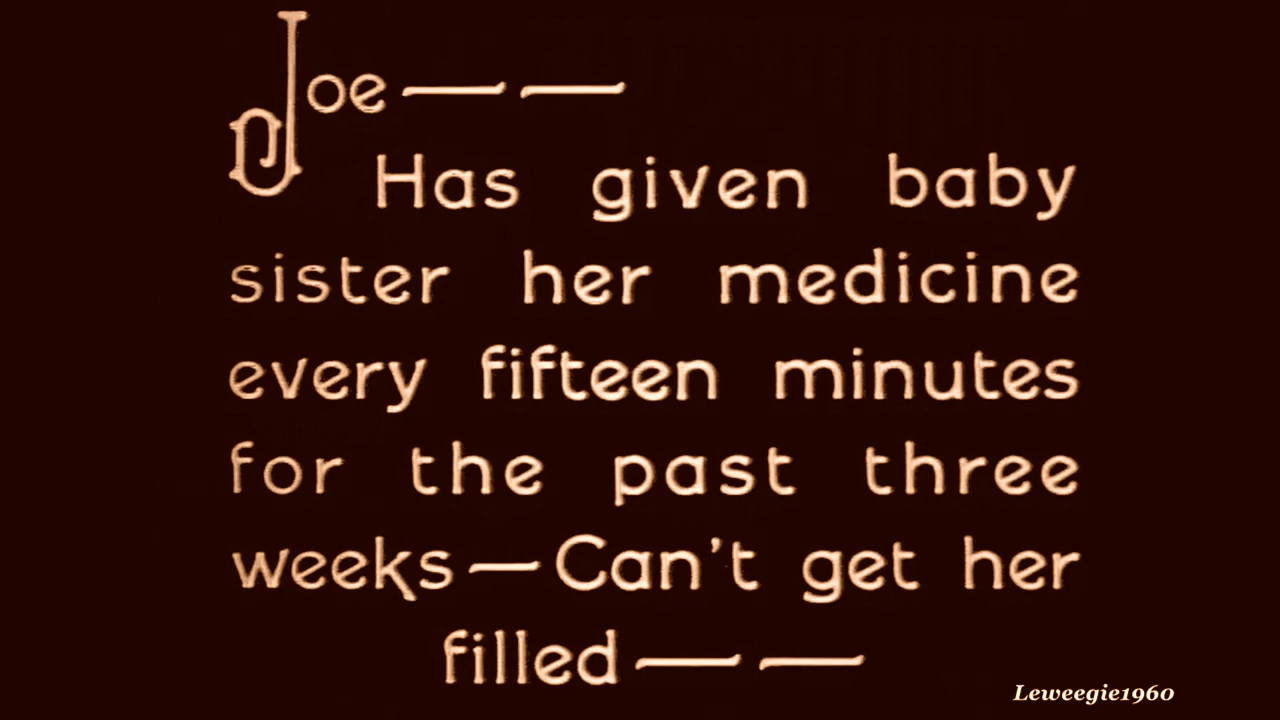 Joe — —
Has given baby
sister her medicine
every fifteen minutes
for the past three
weeks — Can't get her
filled — —
Leweegie1960